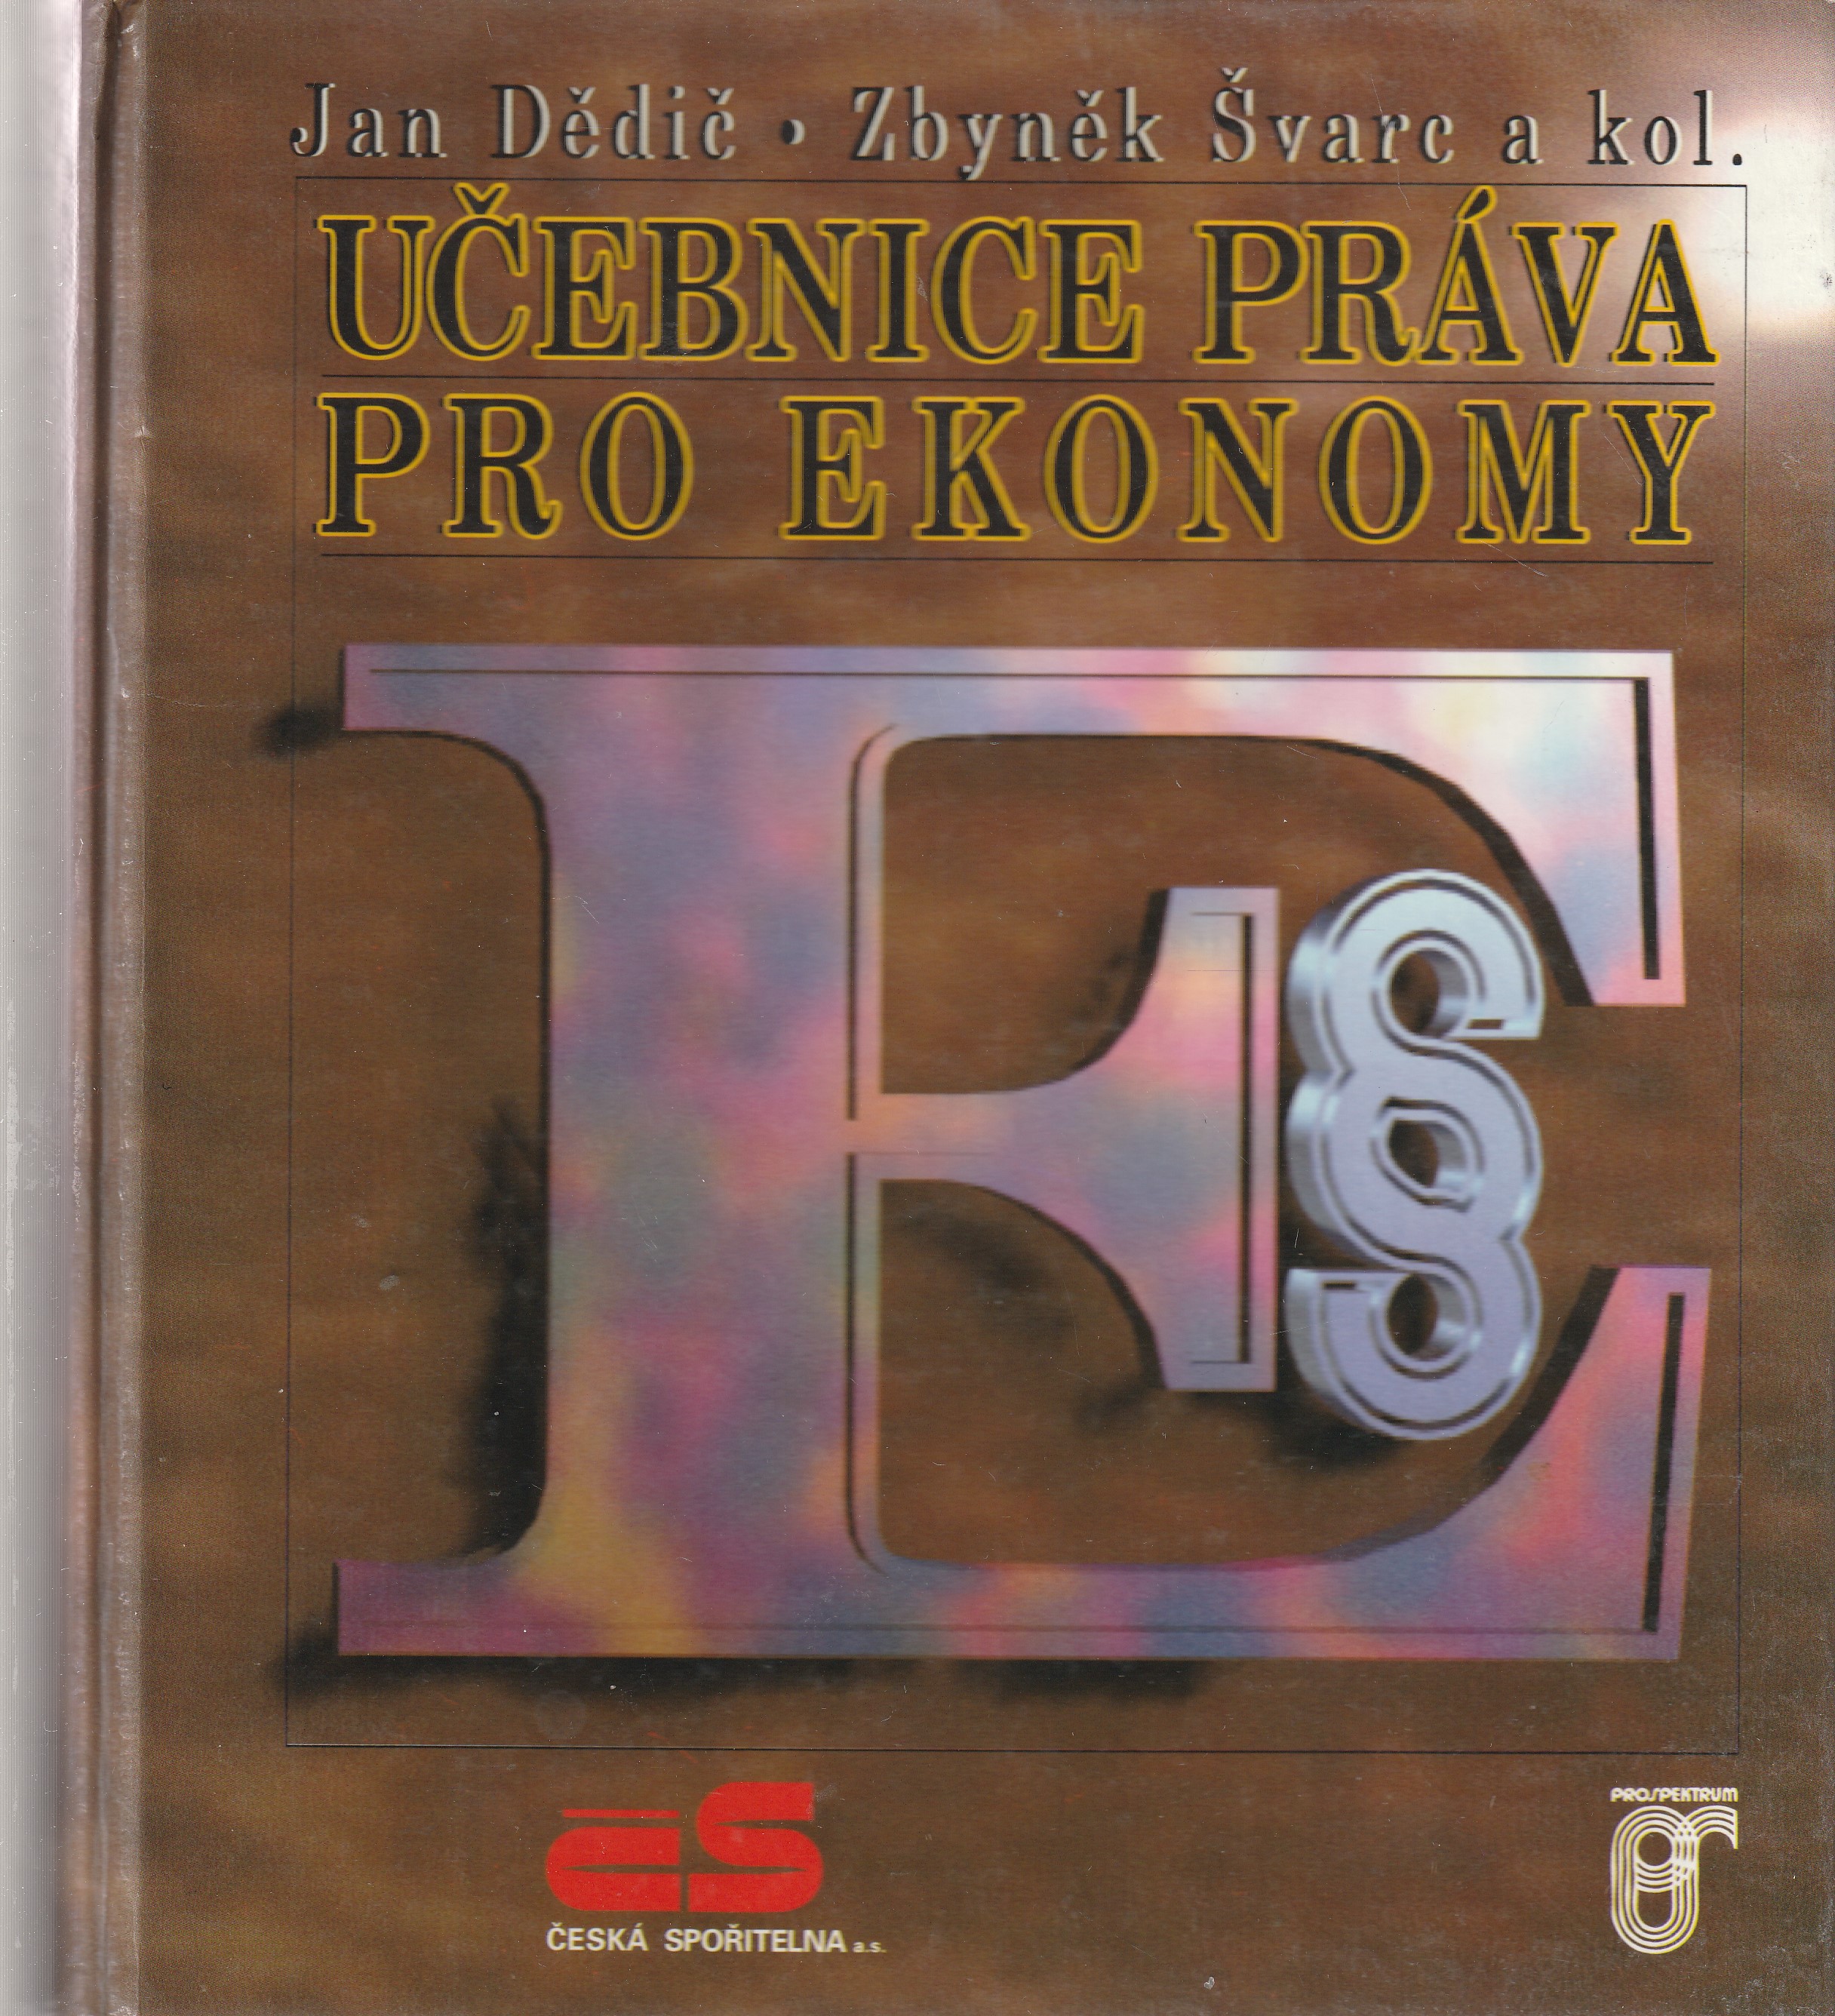 Jan Dědič • Zbyněk Švarc a kol.
UČEBNICE PRÁVA
PRO EKONOMY
E§
ČS
ČESKÁ SPOŘITELNA a.s.
PROSPEKTRUM